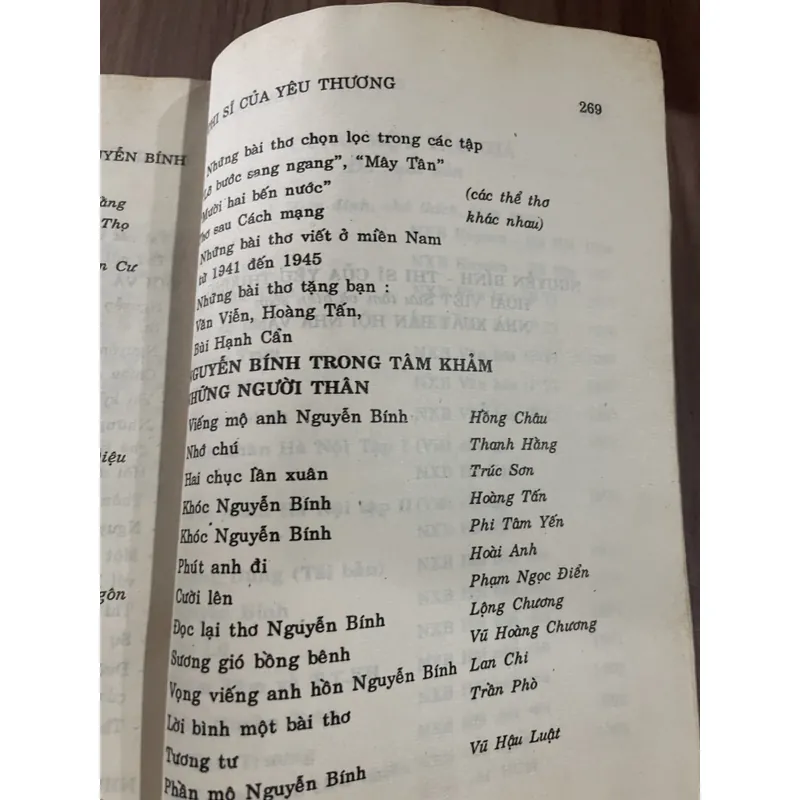 THI SĨ CỦA YÊU THƯƠNG
269
Những bài thơ chọn lọc trong các tập
"Lỡ bước sang ngang", "Mây Tần"
Mười hai bến nước"
(các thể thơ
Thơ sau Cách mạng
khác nhau)
Những bài thơ viết ở miền Nam
từ 1941 đến 1945
Những bài thơ tặng bạn :
Văn Viễn, Hoàng Tấn,
Bùi Hạnh Cẩn
NGUYỄN BÍNH TRONG TÂM KHẢM
NHỮNG NGƯỜI THÂN
Viếng mộ anh Nguyễn Bính Hồng Châu
Nhớ chú Thanh Hằng
Hai chục lần xuân Trúc Sơn
Khóc Nguyễn Bính Hoàng Tấn
Khóc Nguyễn Bính Phi Tâm Yến
Phút anh đi Hoài Anh
Cười lên Phạm Ngọc Điển
Đọc lại thơ Nguyễn Bính Lộng Chương
Sương gió bồng bênh Vũ Hoàng Chương
Vọng viếng anh hồn Nguyễn Bính Lan Chi
Lời bình một bài thơ Trần Phò
Tương tư
Phần mộ Nguyễn Bính Vũ Hậu Luật
UYỄN BÍNH
Thọ
n Cư
Diệu
gôn